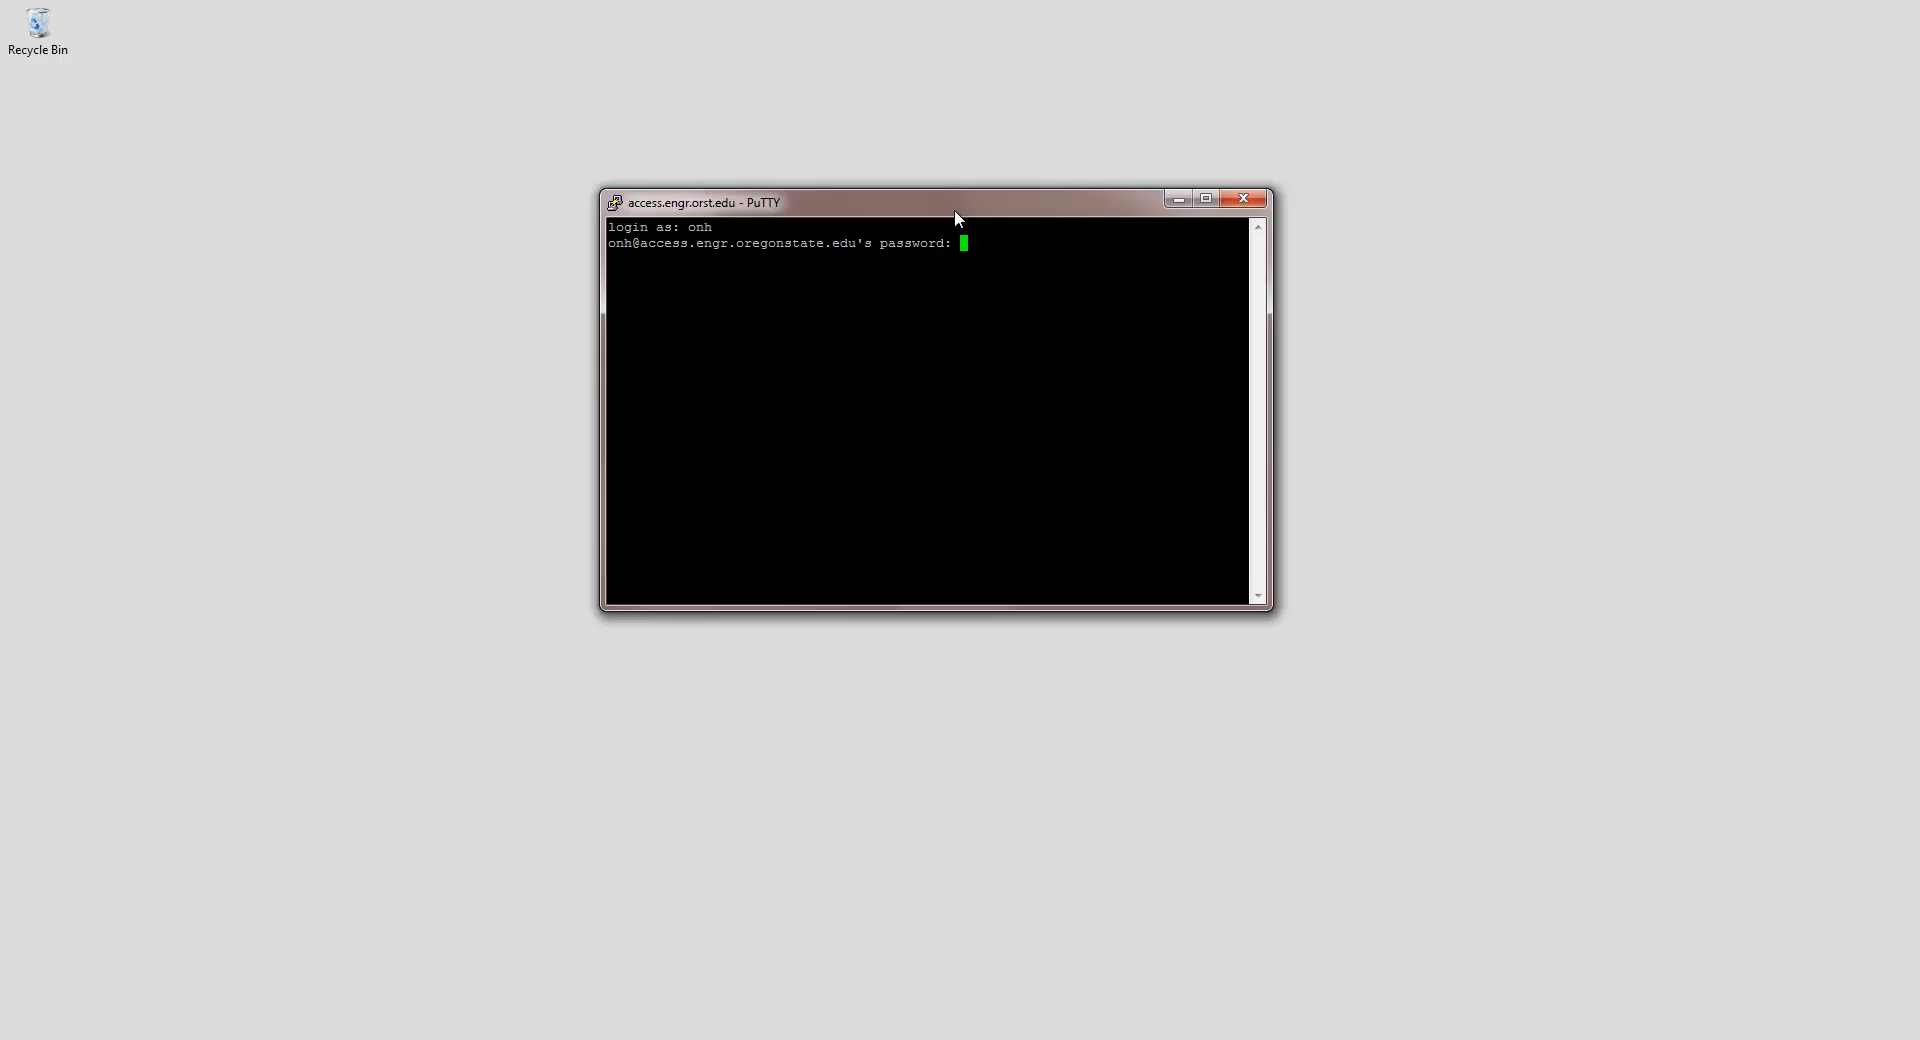 Recycle Bin
access.engr.orst.edu - PuTTY
login as: onh
onh@access.engr.oregonstate.edu's password: